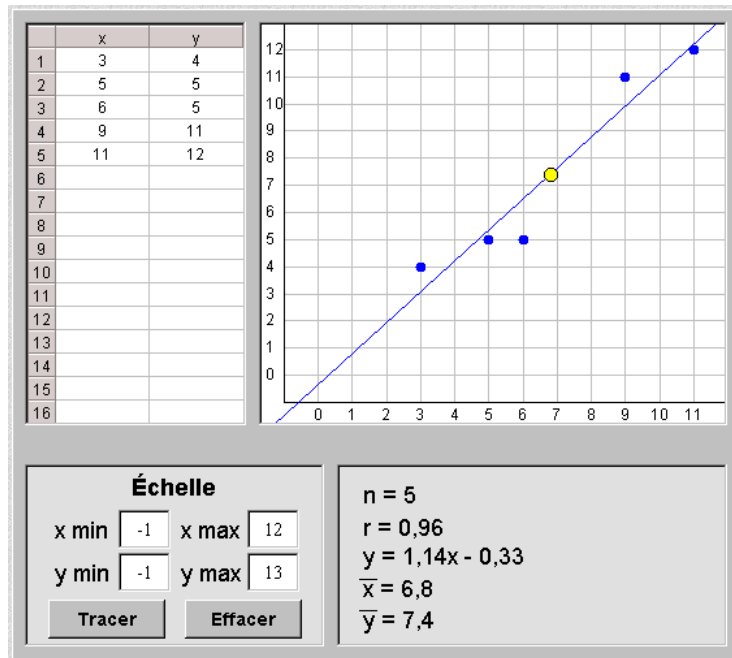 x y
1 3 4
2 5 5
3 6 5
4 9 11
5 11 12
6
7
8
9
10
11
12
13
14
15
16
12
11
10
9
8
7
6
5
4
3
2
1
0
0 1 2 3 4 5 6 7 8 9 10 11
Échelle
x min -1 x max 12
y min -1 y max 13
Tracer Effacer
n = 5
r = 0,96
y = 1,14x - 0,33
x̅ = 6,8
y̅ = 7,4